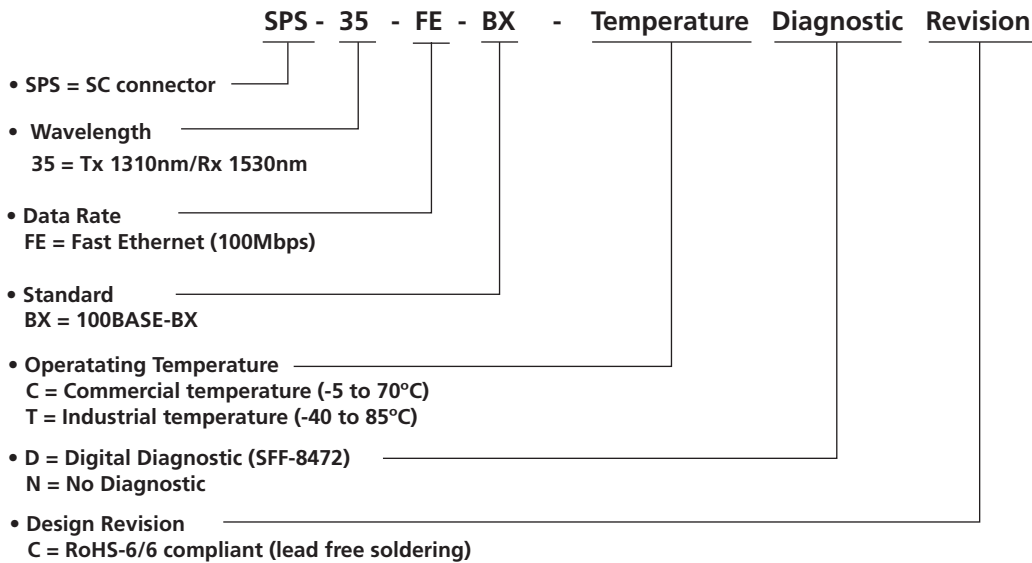 SPS - 35 - FE - BX - Temperature Diagnostic Revision
• SPS = SC connector
• Wavelength
35 = Tx 1310nm/Rx 1530nm
• Data Rate
FE = Fast Ethernet (100Mbps)
• Standard
BX = 100BASE-BX
• Operatating Temperature
C = Commercial temperature (-5 to 70ºC)
T = Industrial temperature (-40 to 85ºC)
• D = Digital Diagnostic (SFF-8472)
N = No Diagnostic
• Design Revision
C = RoHS-6/6 compliant (lead free soldering)